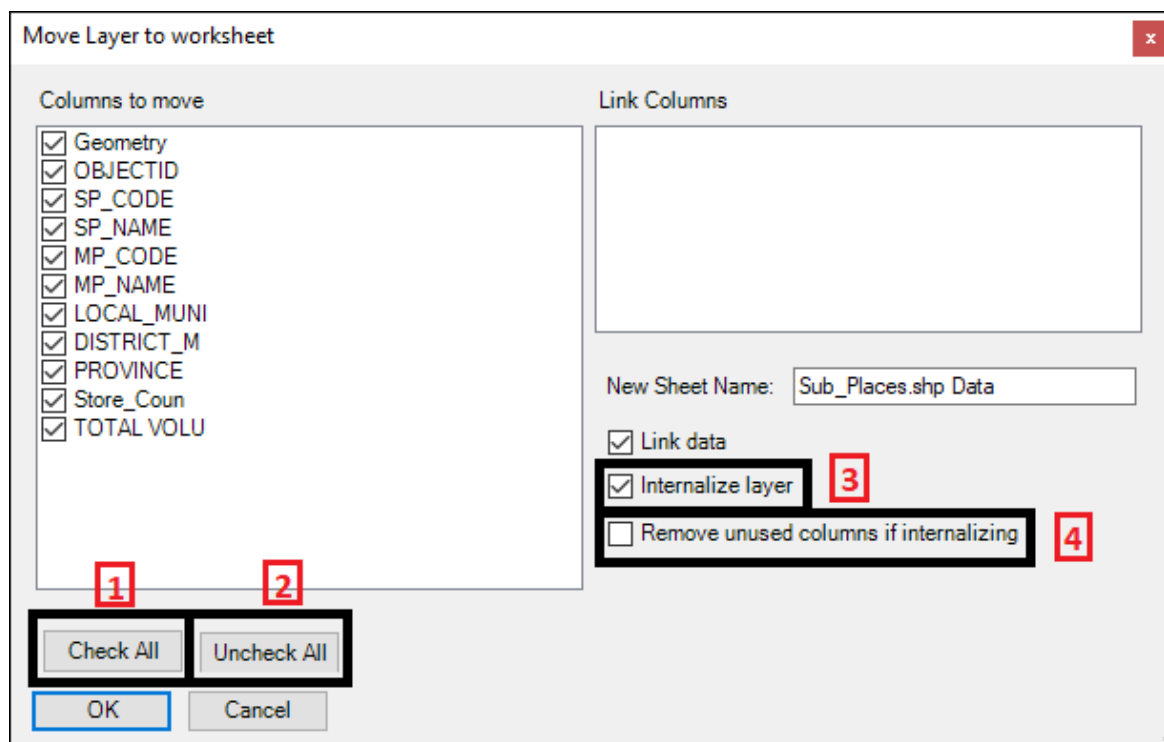 Move Layer to worksheet
x
Columns to move
Geometry
OBJECTID
SP_CODE
SP_NAME
MP_CODE
MP_NAME
LOCAL_MUNI
DISTRICT_M
PROVINCE
Store_Coun
TOTAL VOLU
Link Columns
New Sheet Name: Sub_Places.shp Data
Link data
Internalize layer 3
Remove unused columns if internalizing 4
1 2
Check All Uncheck All
OK Cancel